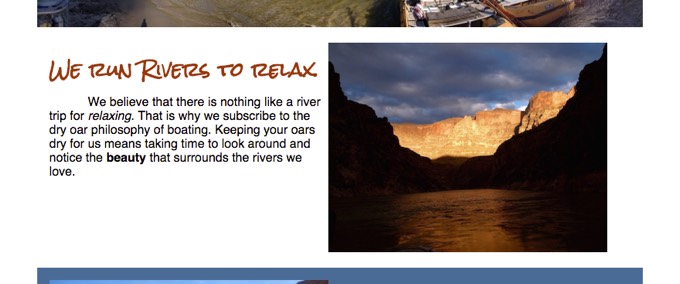 We run Rivers to relax.
We believe that there is nothing like a river
trip for relaxing. That is why we subscribe to the
dry oar philosophy of boating. Keeping your oars
dry for us means taking time to look around and
notice the beauty that surrounds the rivers we
love.